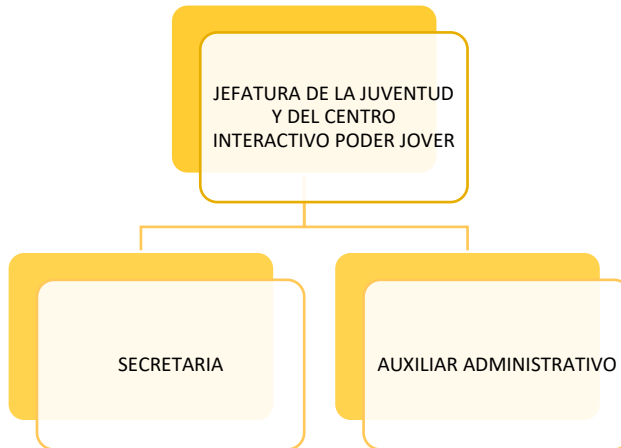 JEFATURA DE LA JUVENTUD
Y DEL CENTRO
INTERACTIVO PODER JOVER
SECRETARIA
AUXILIAR ADMINISTRATIVO